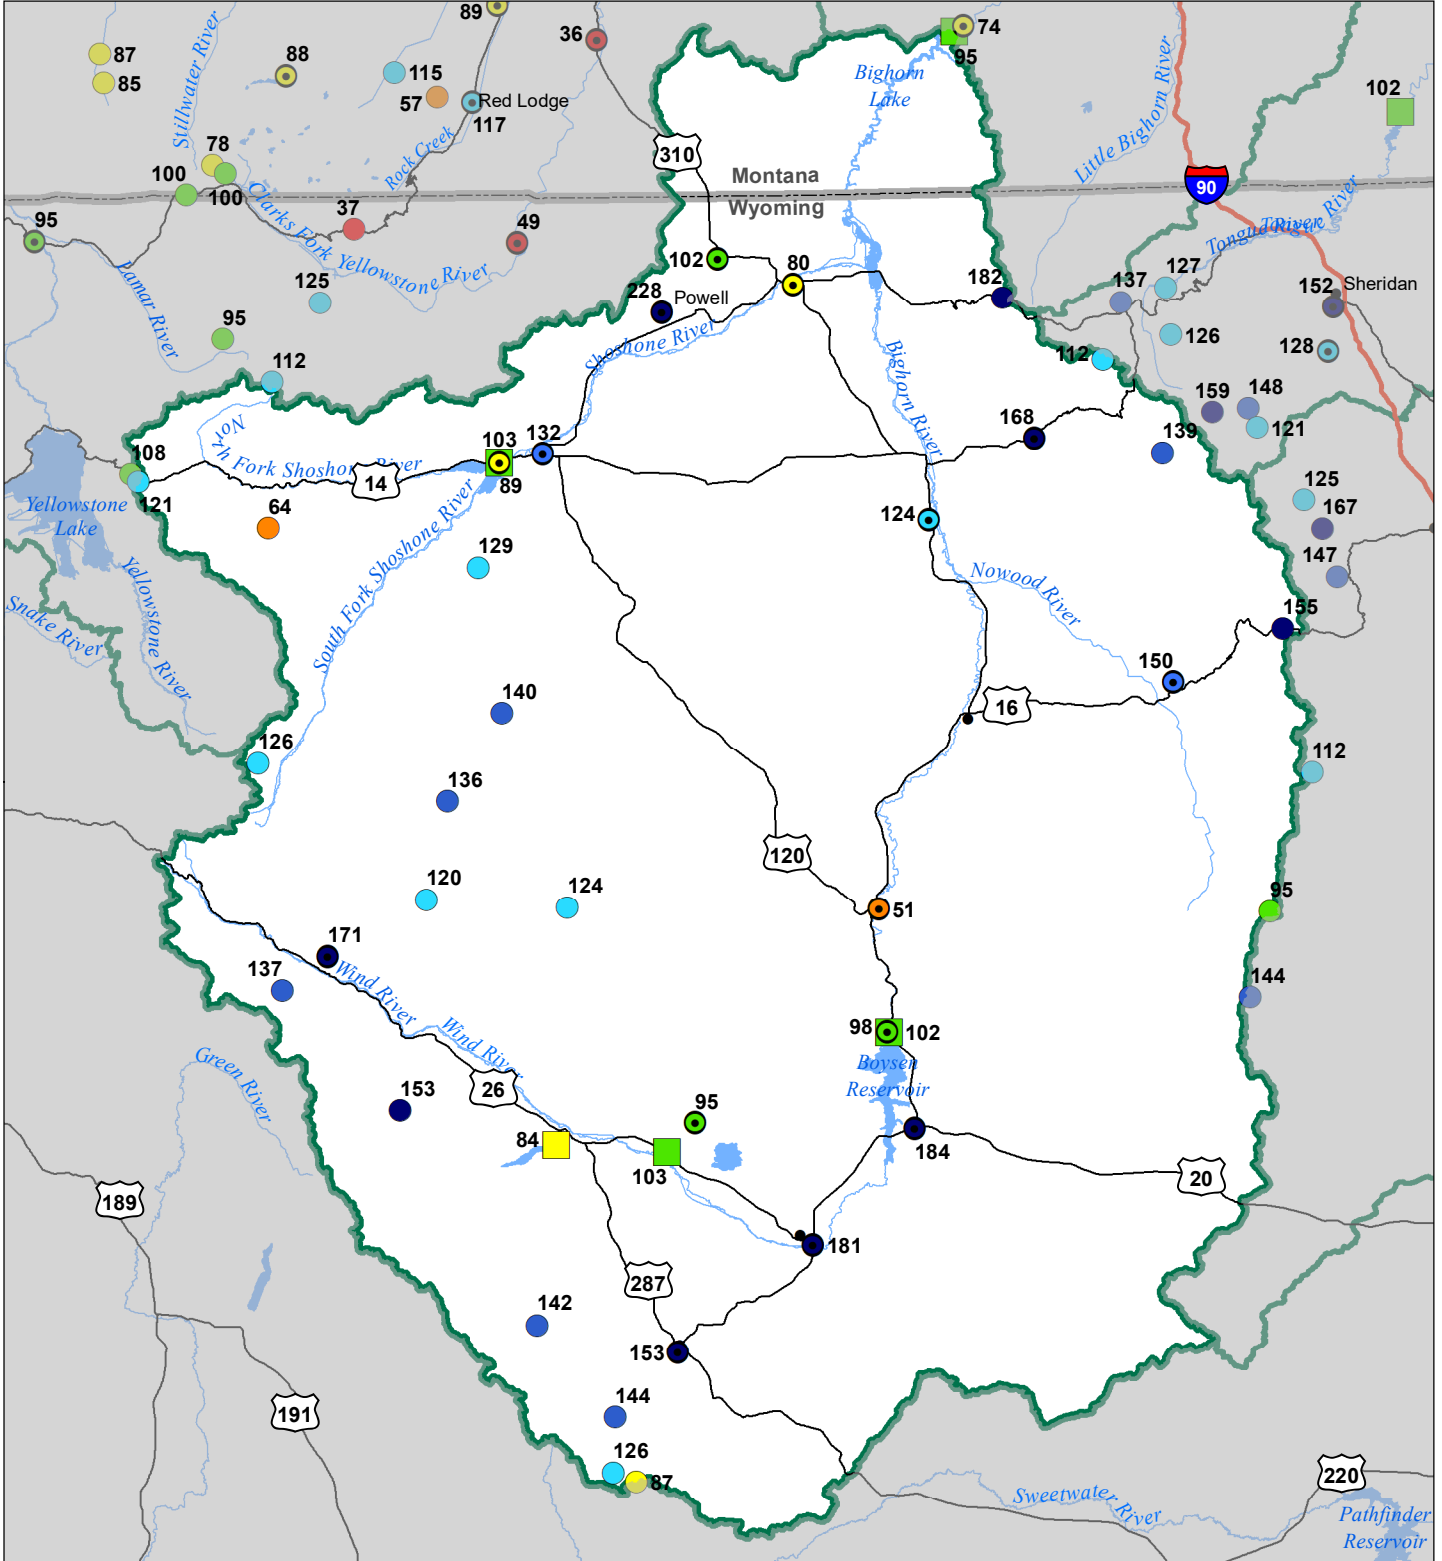 89
36
74
95
87
85
88
115
57
Red Lodge
117
Stillwater River
Bighorn
Lake
Little Bighorn River
102
310
Rock Creek
78
100
100
Montana
Wyoming
90
95
37
49
Clarks Fork Yellowstone River
Lamar River
125
95
112
102
80
228
Powell
Shoshone River
182
137
127
Tongue River
Tongue River
152
Sheridan
126
128
112
159
148
121
Bighorn River
168
139
North Fork Shoshone River
108
121
14
103
89
132
64
Yellowstone
Lake
Yellowstone River
Snake River
South Fork Shoshone River
129
124
Nowood River
125
167
147
155
150
16
140
126
136
112
120
120
124
51
95
171
137
Wind River
144
98
102
Boysen
Reservoir
Wind River
Green River
26
153
95
84
103
184
20
189
181
287
142
153
144
126
87
191
220
Sweetwater River
Pathfinder
Reservoir